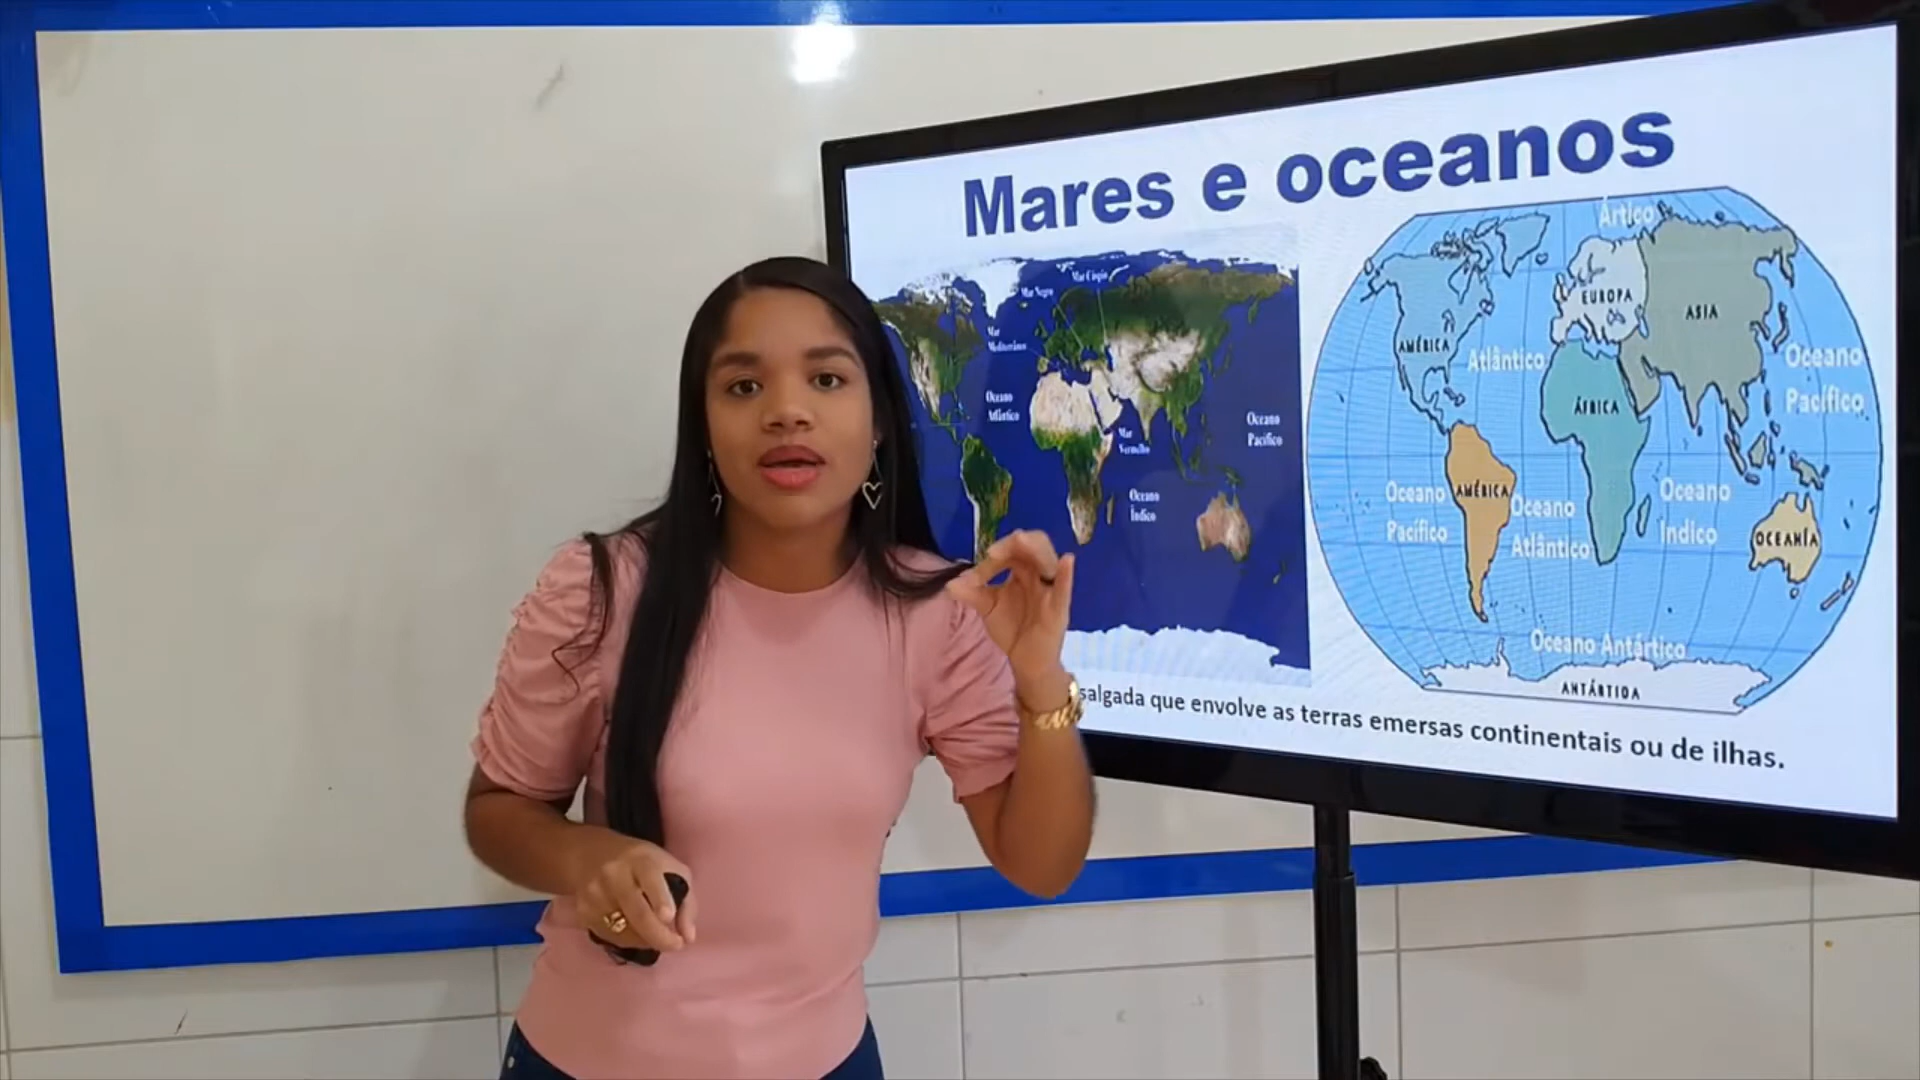 Mares e oceanos
Mar Cáspio
Mar Negro
Mar
Mediterrâneo
Oceano
Atlântico
Mar
Vermelho
Oceano
Pacífico
Oceano
Índico
Ártico
EUROPA
ASIA
AMÉRICA
Atlântico
Oceano
Pacífico
ÁFRICA
Oceano
Pacífico
AMÉRICA
Oceano
Atlântico
Oceano
Indico
OCEANÍA
Oceano Antártico
ANTÁRTIDA
salgada que envolve as terras emersas continentais ou de ilhas.